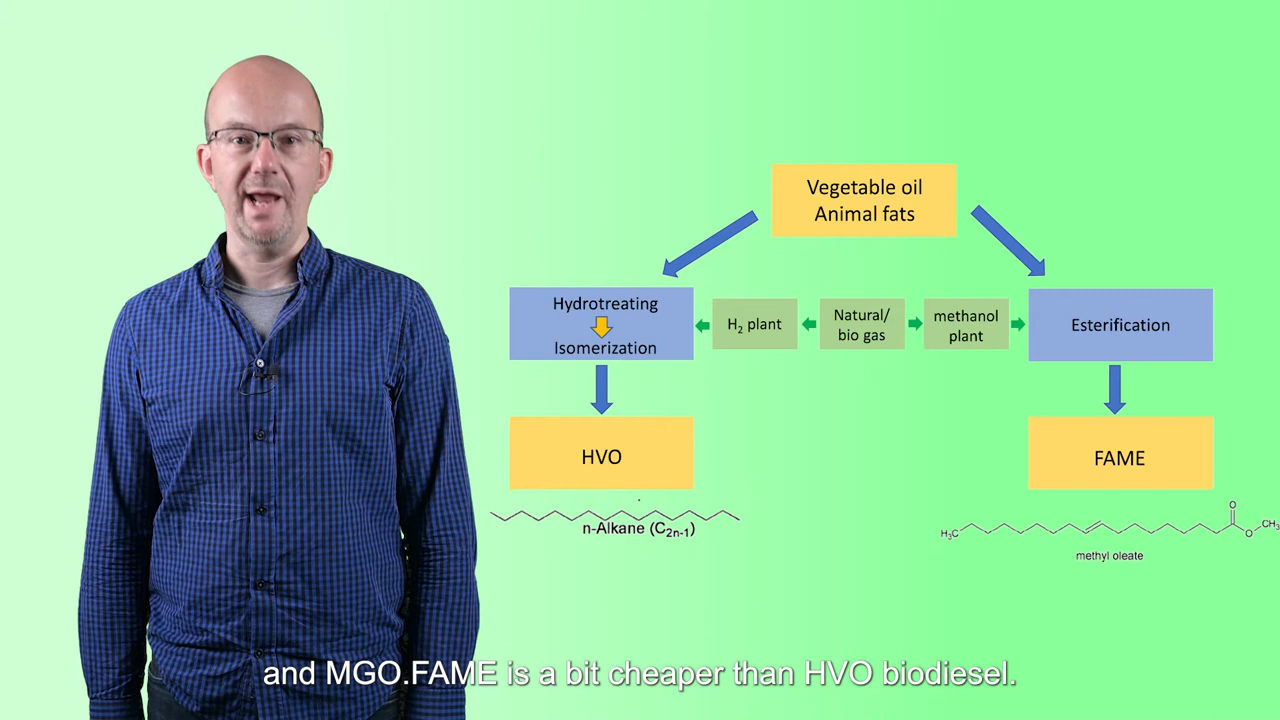 Vegetable oil
Animal fats
Hydrotreating
Isomerization
H₂ plant
Natural/
bio gas
methanol
plant
Esterification
HVO
FAME
n-Alkane (C₂ₙ₋₁)
H₃C
O
O
CH₃
methyl oleate
and MGO.FAME is a bit cheaper than HVO biodiesel.